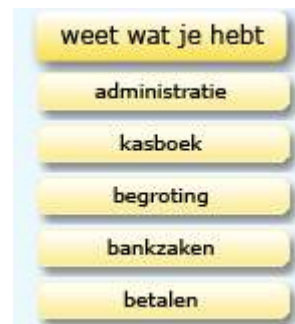 weet wat je hebt
administratie
kasboek
begroting
bankzaken
betalen